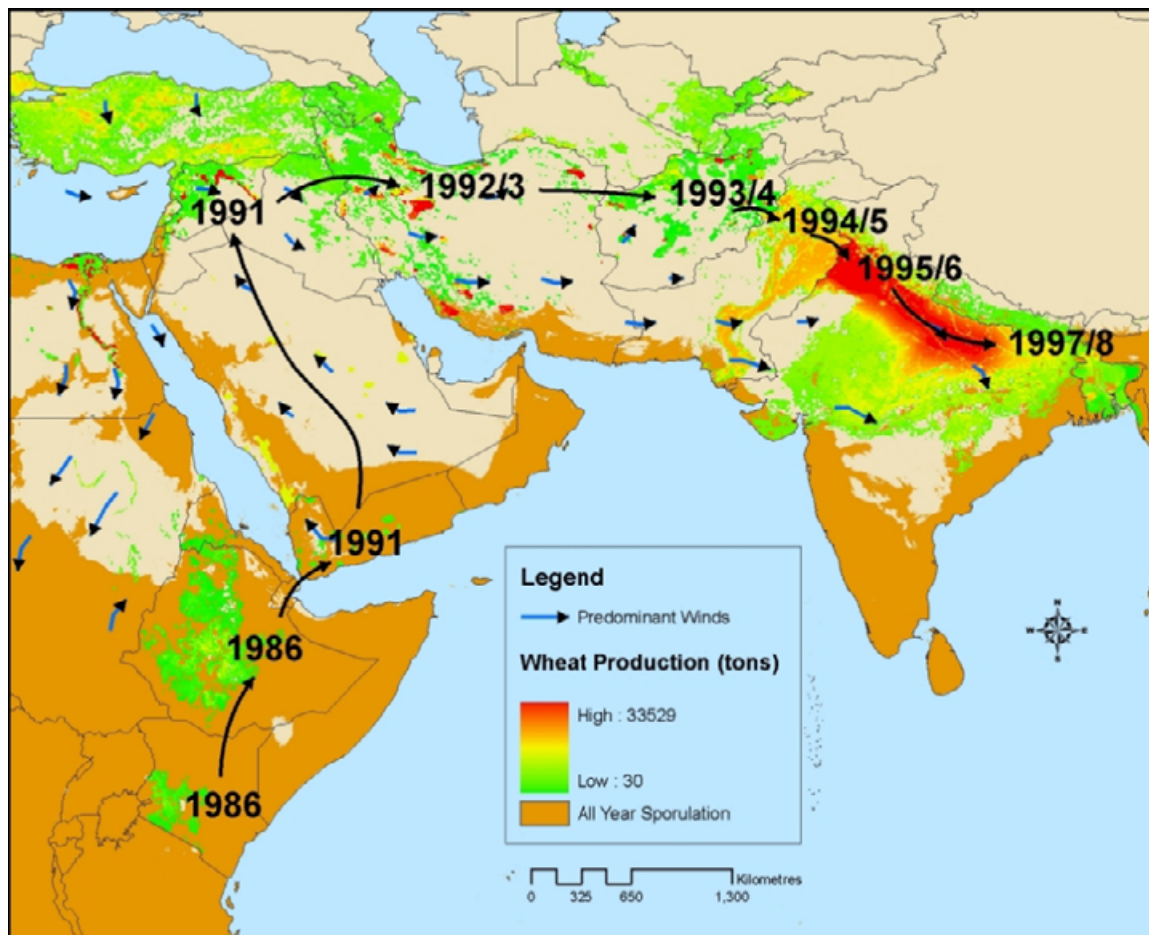 1991
1992/3
1993/4
1994/5
1995/6
1997/8
1991
1986
1986
Legend
Predominant Winds
Wheat Production (tons)
High : 33529
Low : 30
All Year Sporulation
N
W E
S
Kilometres
0 325 650 1,300